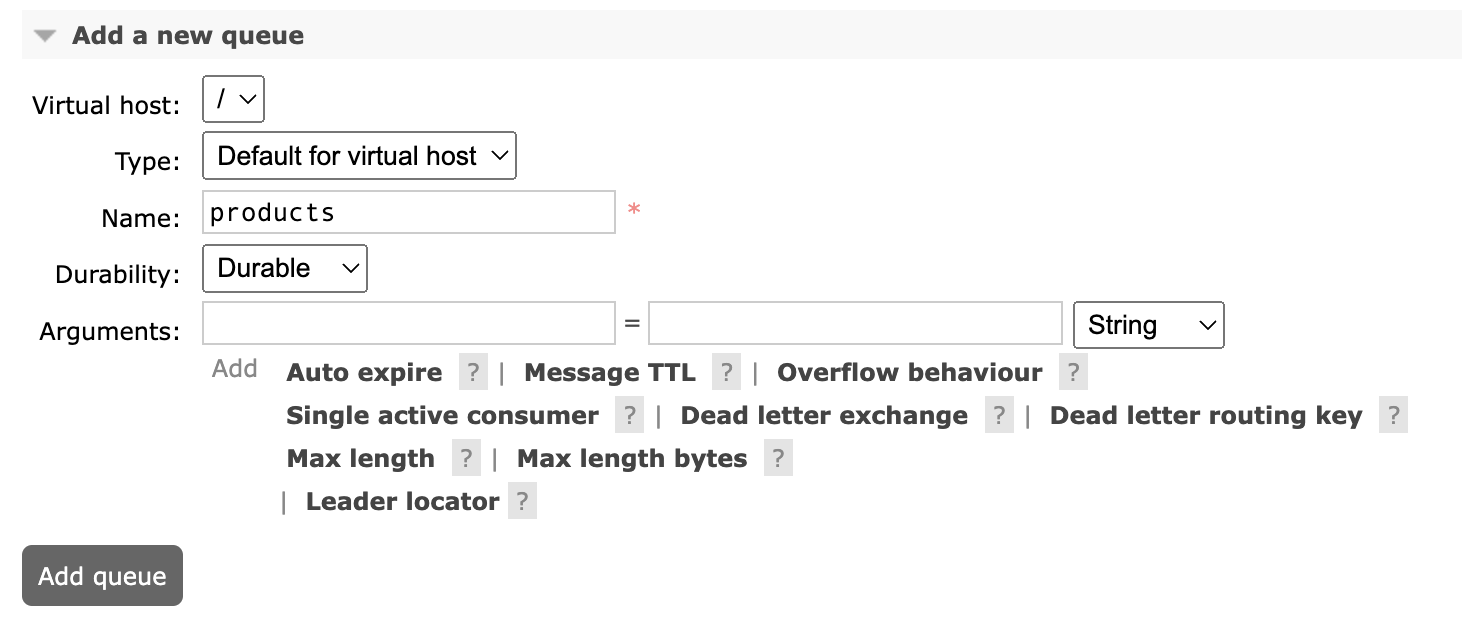 Add a new queue
Virtual host: /
Type: Default for virtual host
Name: products *
Durability: Durable
Arguments: = String
Add Auto expire ? | Message TTL ? | Overflow behaviour ?
Single active consumer ? | Dead letter exchange ? | Dead letter routing key ?
Max length ? | Max length bytes ?
| Leader locator ?
Add queue